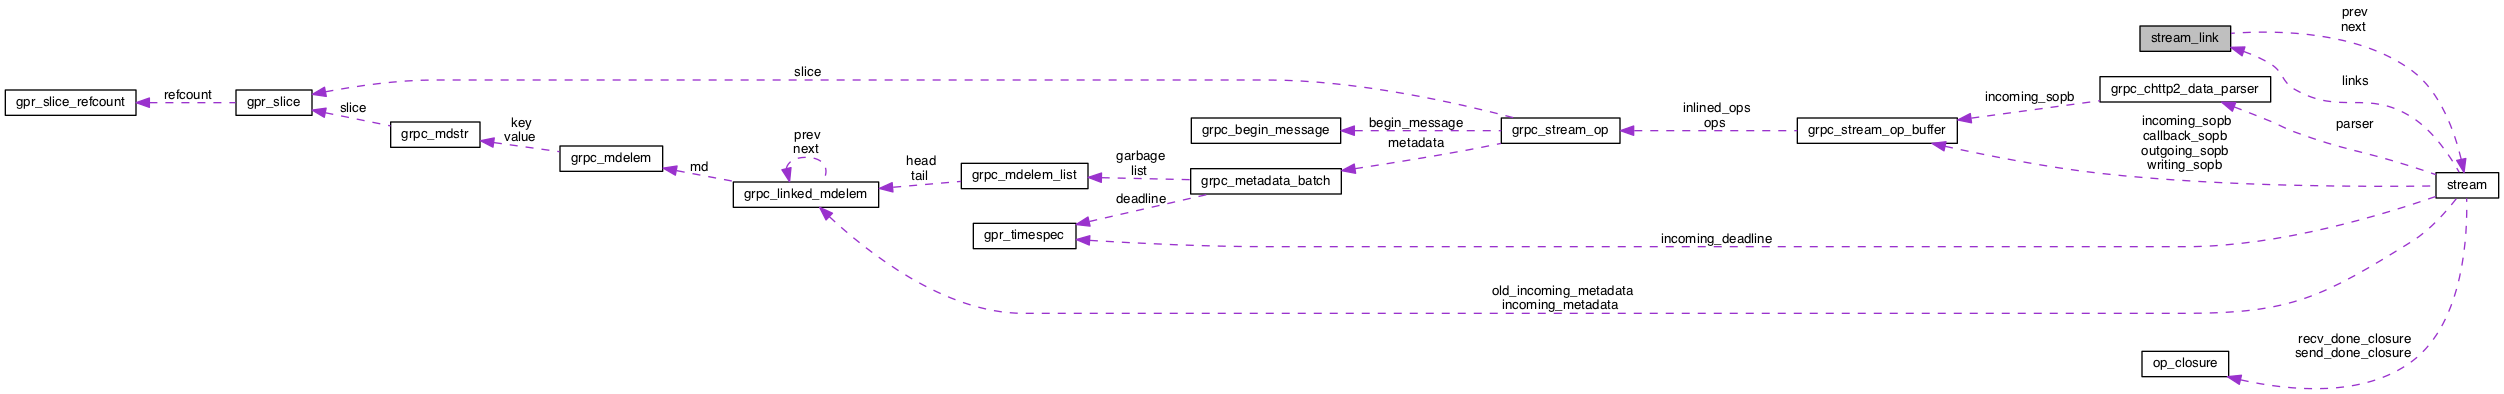 prev
next
stream_link
links
slice
grpc_chttp2_data_parser
gpr_slice_refcount
refcount
gpr_slice
incoming_sopb
slice
inlined_ops
ops
grpc_mdstr
key
value
begin_message
grpc_begin_message
grpc_stream_op
grpc_stream_op_buffer
incoming_sopb
callback_sopb
outgoing_sopb
writing_sopb
parser
prev
next
metadata
grpc_mdelem
md
head
tail
garbage
list
grpc_mdelem_list
grpc_metadata_batch
stream
grpc_linked_mdelem
deadline
gpr_timespec
incoming_deadline
old_incoming_metadata
incoming_metadata
recv_done_closure
send_done_closure
op_closure